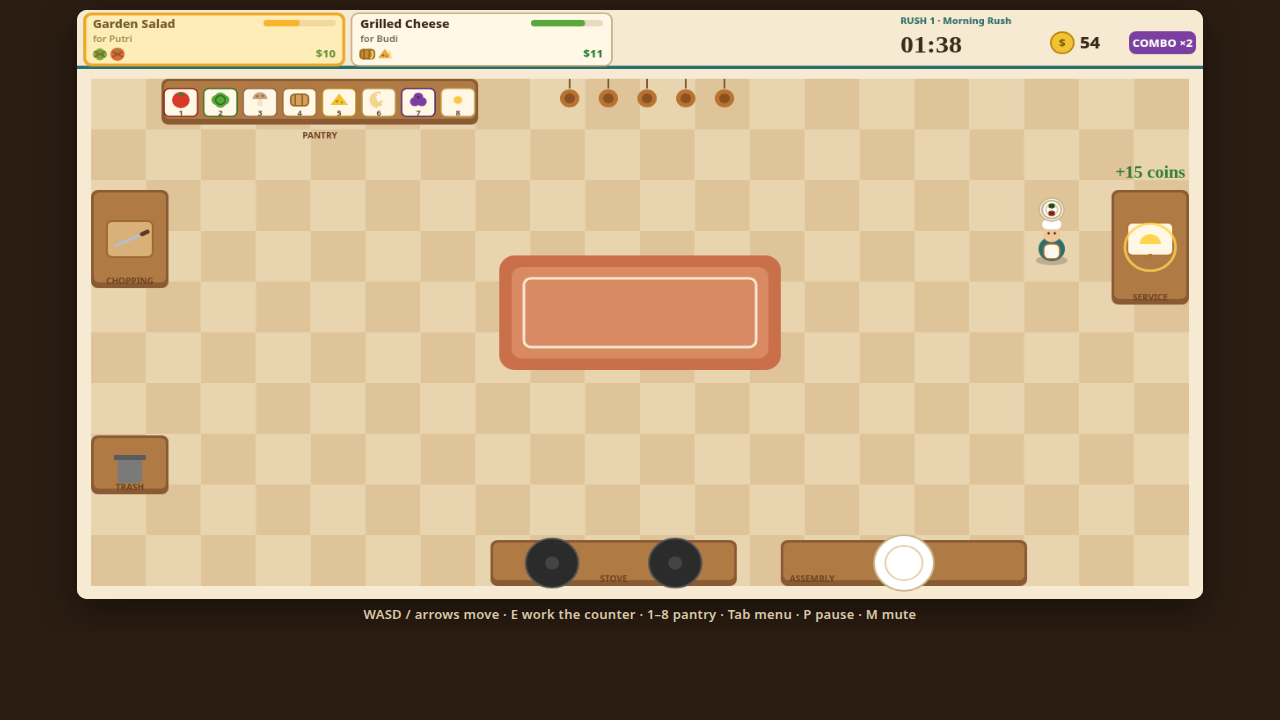 Garden Salad
for Putri
$10
Grilled Cheese
for Budi
$11
RUSH 1 · Morning Rush
01:38
$ 54
COMBO ×2
1 2 3 4 5 6 7 8
PANTRY
+15 coins
CHOPPING
SERVICE
TRASH
STOVE
ASSEMBLY
WASD / arrows move · E work the counter · 1–8 pantry · Tab menu · P pause · M mute